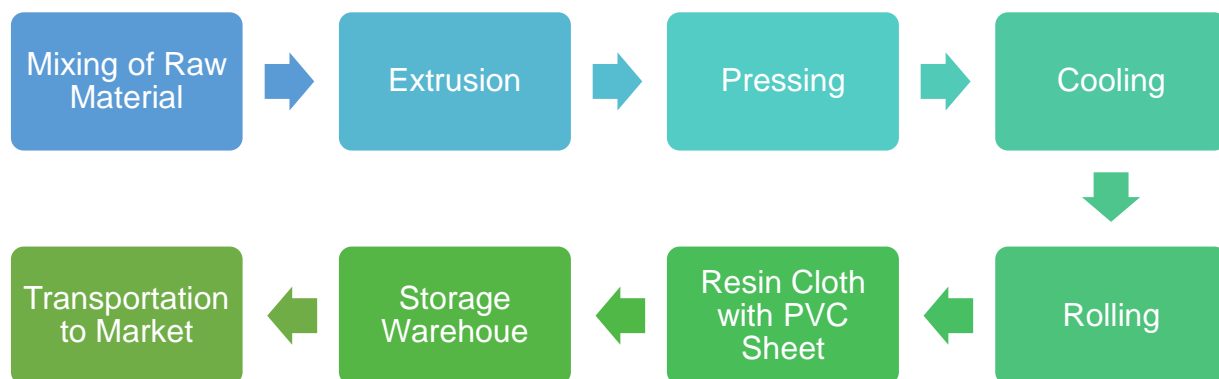 Mixing of Raw
Material
Extrusion
Pressing
Cooling
Rolling
Resin Cloth
with PVC
Sheet
Storage
Warehoue
Transportation
to Market